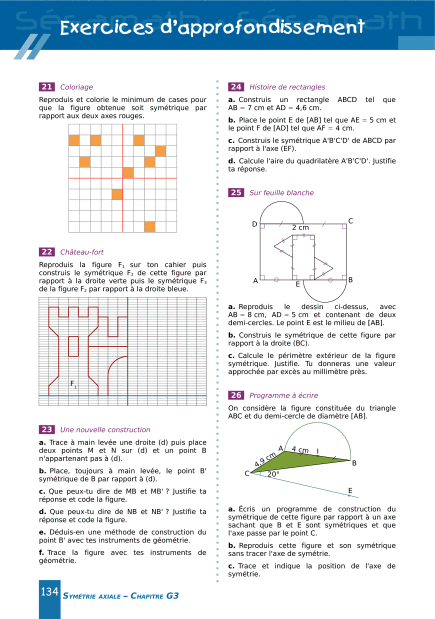 Sésamath - Sésamath
Exercices d'approfondissement
21 Coloriage
Reproduis et colorie le minimum de cases pour
que la figure obtenue soit symétrique par
rapport aux deux axes rouges.
22 Château-fort
Reproduis la figure F₁ sur ton cahier puis
construis le symétrique F₂ de cette figure par
rapport à la droite verte puis le symétrique F₃
de la figure F₂ par rapport à la droite bleue.
F₁
23 Une nouvelle construction
a. Trace à main levée une droite (d) puis place
deux points M et N sur (d) et un point B
n'appartenant pas à (d).
b. Place, toujours à main levée, le point B'
symétrique de B par rapport à (d).
c. Que peux-tu dire de MB et MB' ? Justifie ta
réponse et code la figure.
d. Que peux-tu dire de NB et NB' ? Justifie ta
réponse et code la figure.
e. Déduis-en une méthode de construction du
point B' avec tes instruments de géométrie.
f. Trace la figure avec tes instruments de
géométrie.
24 Histoire de rectangles
a. Construis un rectangle ABCD tel que
AB = 7 cm et AD = 4,6 cm.
b. Place le point E de [AB] tel que AE = 5 cm et
le point F de [AD] tel que AF = 4 cm.
c. Construis le symétrique A'B'C'D' de ABCD par
rapport à l'axe (EF).
d. Calcule l'aire du quadrilatère A'B'C'D'. Justifie
ta réponse.
25 Sur feuille blanche
D
2 cm
C
A
E
B
a. Reproduis le dessin ci-dessus, avec
AB = 8 cm, AD = 5 cm et contenant de deux
demi-cercles. Le point E est le milieu de [AB].
b. Construis le symétrique de cette figure par
rapport à la droite (BC).
c. Calcule le périmètre extérieur de la figure
symétrique. Justifie. Tu donneras une valeur
approchée par excès au millimètre près.
26 Programme à écrire
On considère la figure constituée du triangle
ABC et du demi-cercle de diamètre [AB].
A
4 cm
I
4,9 cm
B
C
20°
E
a. Écris un programme de construction du
symétrique de cette figure par rapport à un axe
sachant que B et E sont symétriques et que
l'axe passe par le point C.
b. Reproduis cette figure et son symétrique
sans tracer l'axe de symétrie.
c. Trace et indique la position de l'axe de
symétrie.
134 SYMÉTRIE AXIALE – CHAPITRE G3